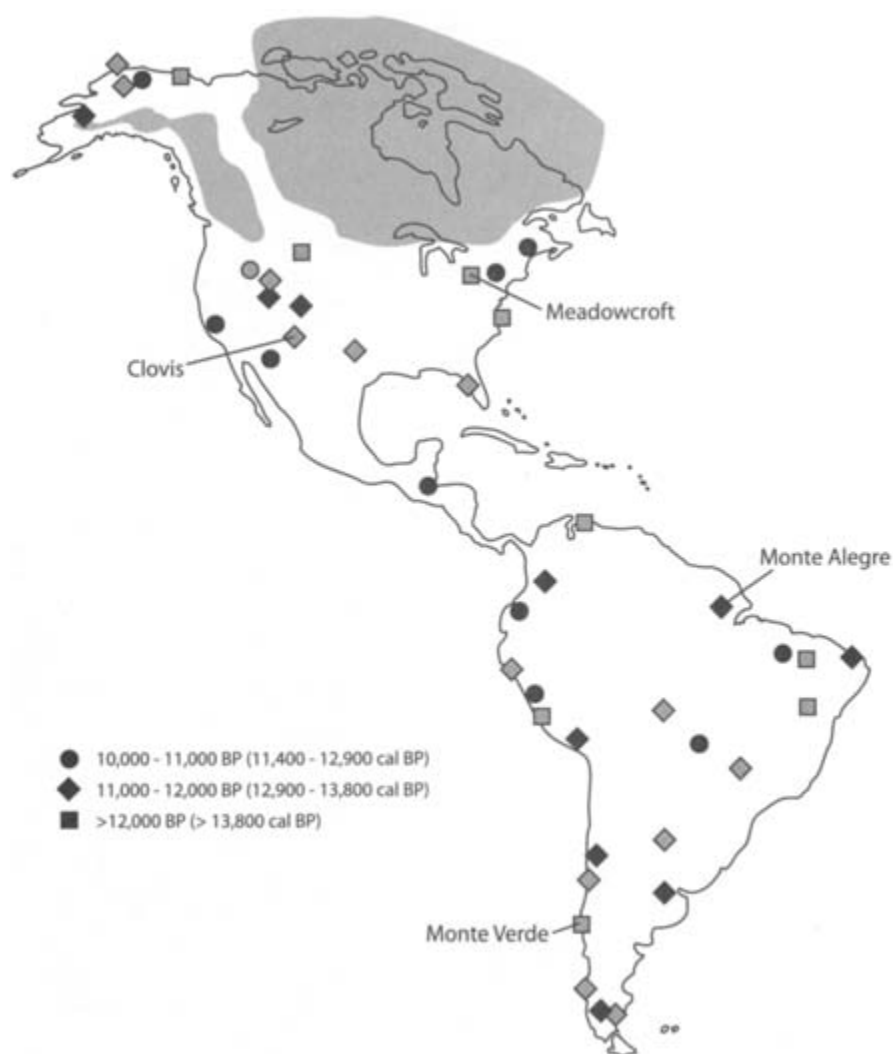 Meadowcroft
Clovis
Monte Alegre
10,000 - 11,000 BP (11,400 - 12,900 cal BP)
11,000 - 12,000 BP (12,900 - 13,800 cal BP)
>12,000 BP (> 13,800 cal BP)
Monte Verde